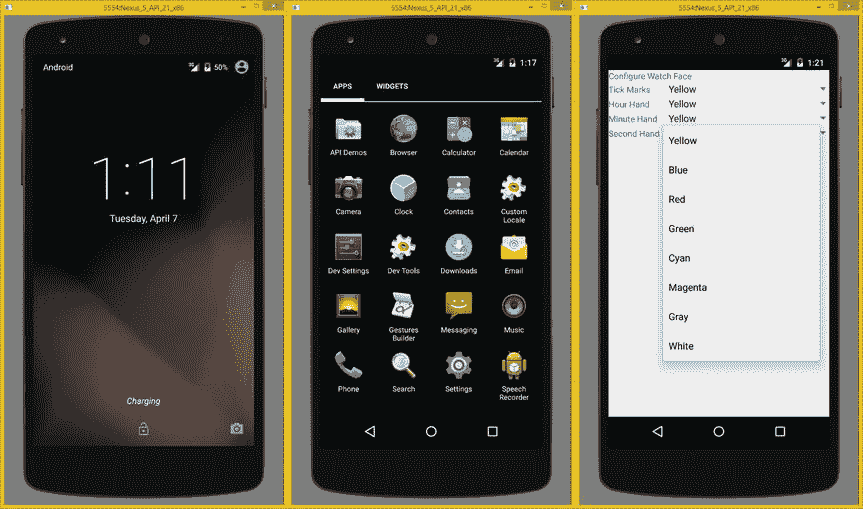 5554:Nexus_5_API_21_x86
Android
3G
50%
1:11
Tuesday, April 7
Charging
5554:Nexus_5_API_21_x86
3G
1:17
APPS WIDGETS
API Demos Browser Calculator Calendar
Camera Clock Contacts Custom
Locale
Dev Settings Dev Tools Downloads Email
Gallery Gestures
Builder Messaging Music
Phone Search Settings Speech
Recorder
5554:Nexus_5_API_21_x86
3G
1:21
Configure Watch Face
Tick Marks Yellow
Hour Hand Yellow
Minute Hand Yellow
Second Hand
Yellow
Blue
Red
Green
Cyan
Magenta
Gray
White